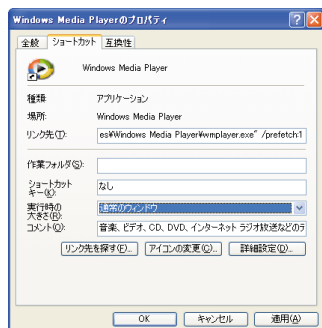 Windows Media Playerのプロパティ
全般 ショートカット 互換性
Windows Media Player
種類: アプリケーション
場所: Windows Media Player
リンク先(T): es¥Windows Media Player¥wmplayer.exe" /prefetch:1
作業フォルダ(S):
ショートカット
キー(K): なし
実行時の
大きさ(R): 通常のウィンドウ
コメント(O): 音楽、ビデオ、CD、DVD、インターネット ラジオ放送などのデ
リンク先を探す(F)... アイコンの変更(C)... 詳細設定(D)...
OK キャンセル 適用(A)